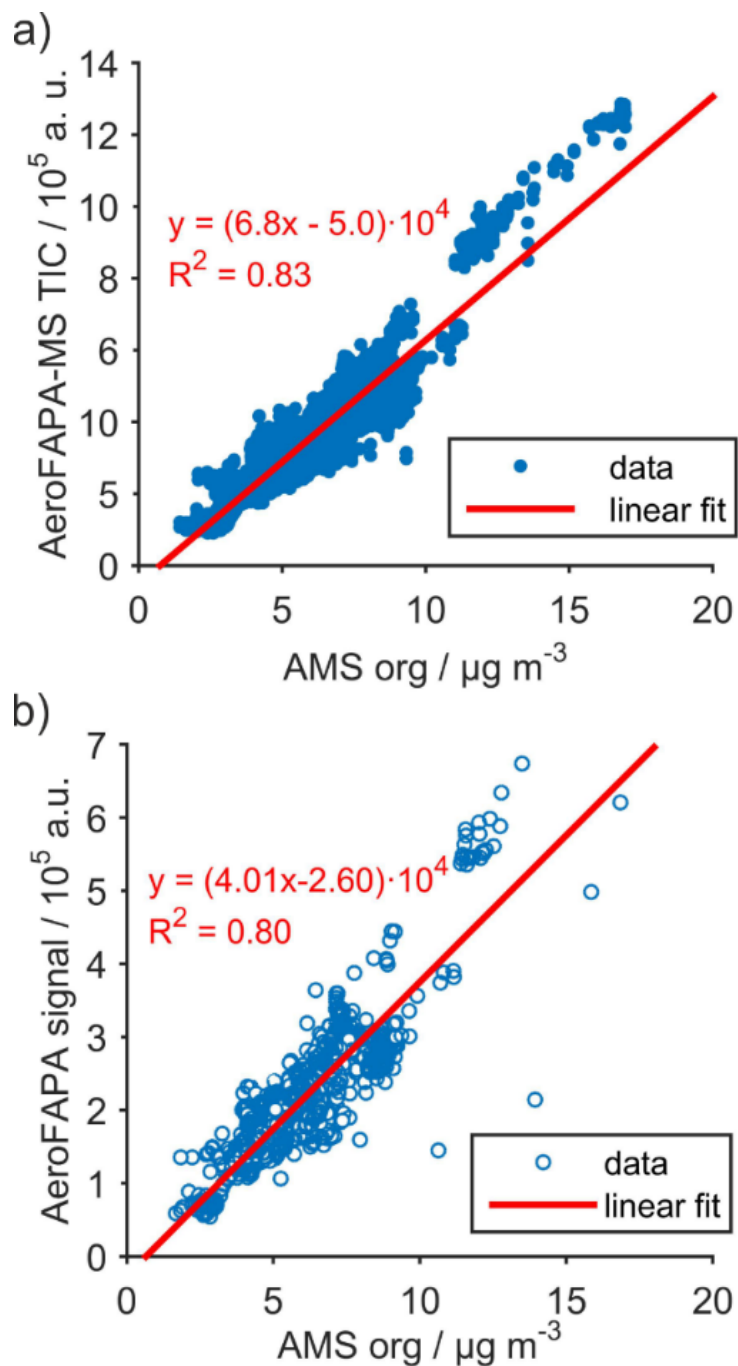 a)
AeroFAPA-MS TIC / 10⁵ a. u.
14
12
10
8
6
10
5
0
y = (6.8x - 5.0)·10⁴
R² = 0.83
data
linear fit
0 5 10 15 20
AMS org / µg m⁻³
b)
AeroFAPA signal / 10⁵ a.u.
7
6
5
4
3
2
1
0
y = (4.01x-2.60)·10⁴
R² = 0.80
data
linear fit
0 5 10 15 20
AMS org / µg m⁻³